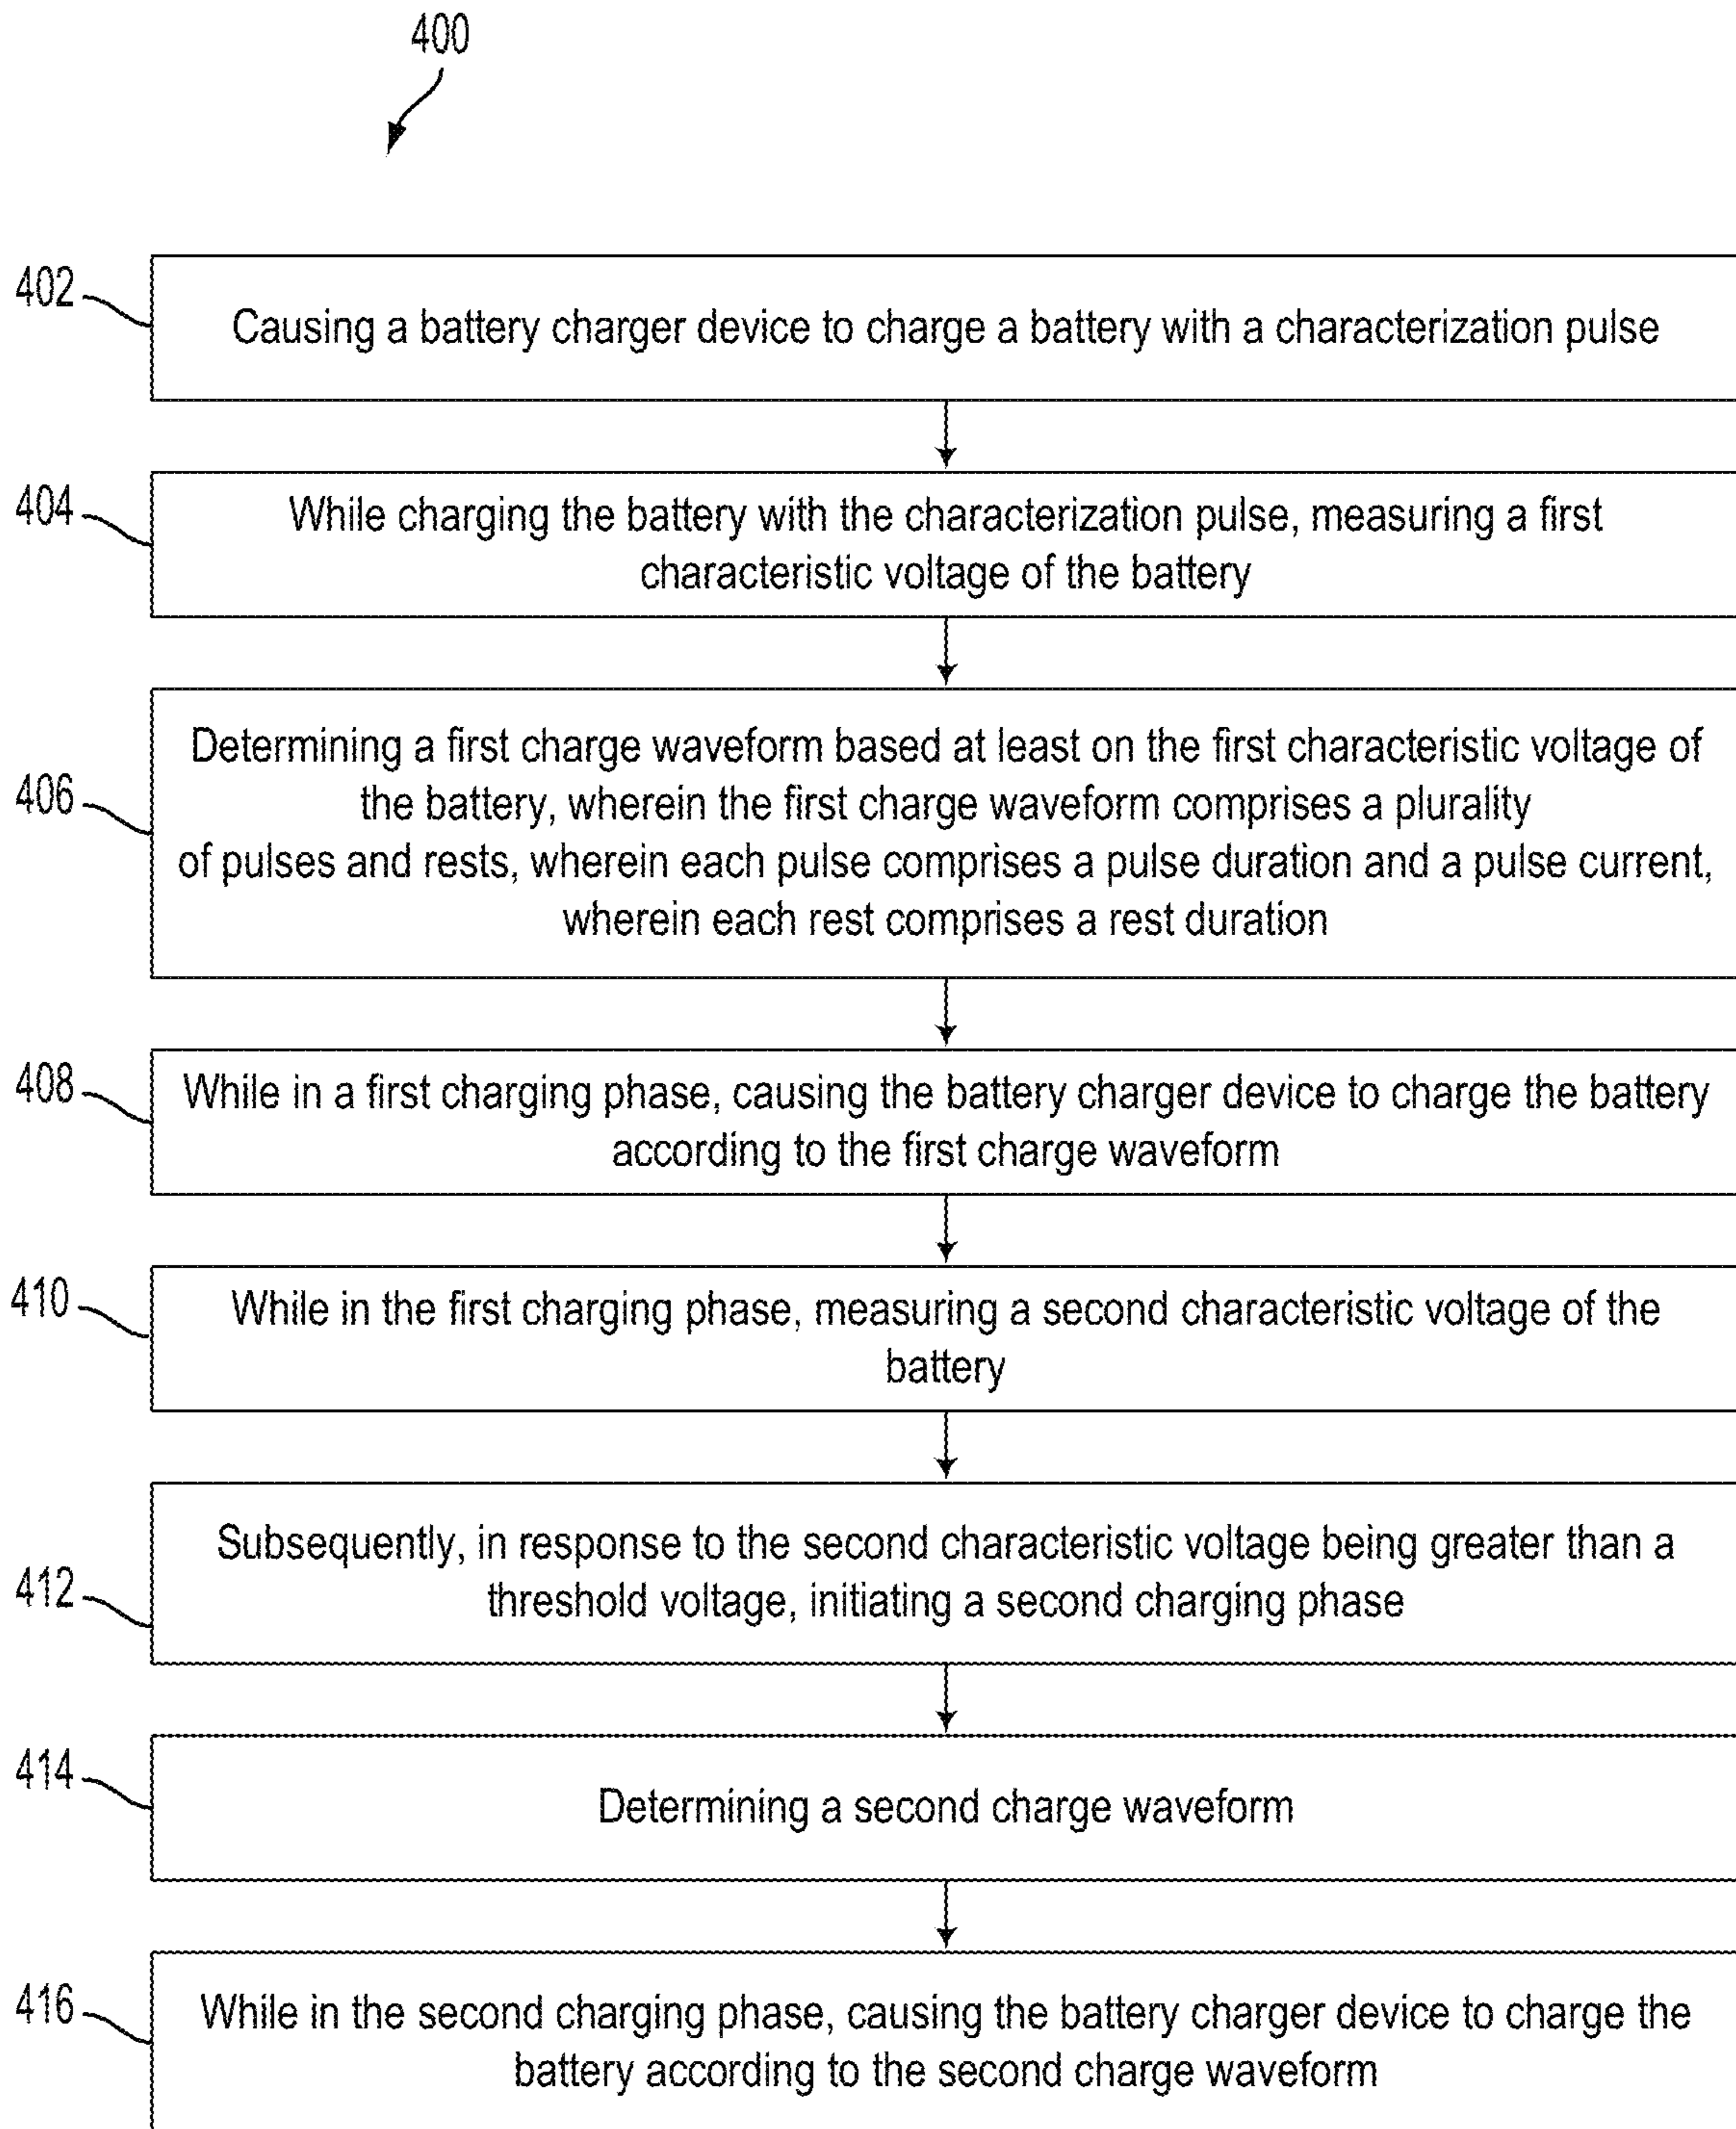 400
402
Causing a battery charger device to charge a battery with a characterization pulse
404
While charging the battery with the characterization pulse, measuring a first
characteristic voltage of the battery
406
Determining a first charge waveform based at least on the first characteristic voltage of
the battery, wherein the first charge waveform comprises a plurality
of pulses and rests, wherein each pulse comprises a pulse duration and a pulse current,
wherein each rest comprises a rest duration
408
While in a first charging phase, causing the battery charger device to charge the battery
according to the first charge waveform
410
While in the first charging phase, measuring a second characteristic voltage of the
battery
412
Subsequently, in response to the second characteristic voltage being greater than a
threshold voltage, initiating a second charging phase
414
Determining a second charge waveform
416
While in the second charging phase, causing the battery charger device to charge the
battery according to the second charge waveform